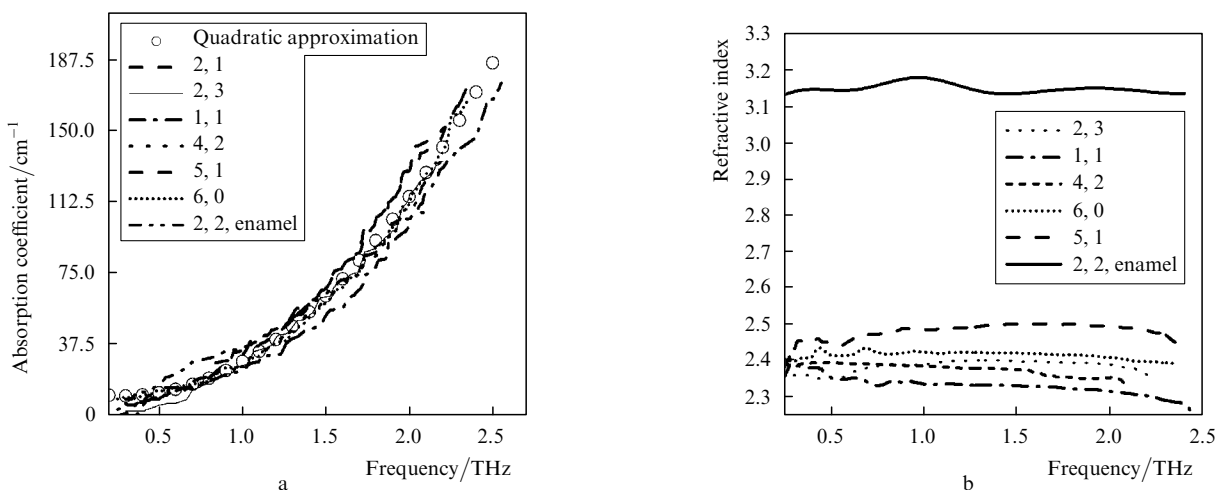 Absorption coefficient/cm⁻¹
187.5
150.0
112.5
75.0
37.5
0
Quadratic approximation
2, 1
2, 3
1, 1
4, 2
5, 1
6, 0
2, 2, enamel
0.5 1.0 1.5 2.0 2.5
Frequency/THz
a
Refractive index
3.3
3.2
3.1
3.0
2.9
2.8
2.7
2.6
2.5
2.4
2.3
2, 3
1, 1
4, 2
6, 0
5, 1
2, 2, enamel
0.5 1.0 1.5 2.0 2.5
Frequency/THz
b